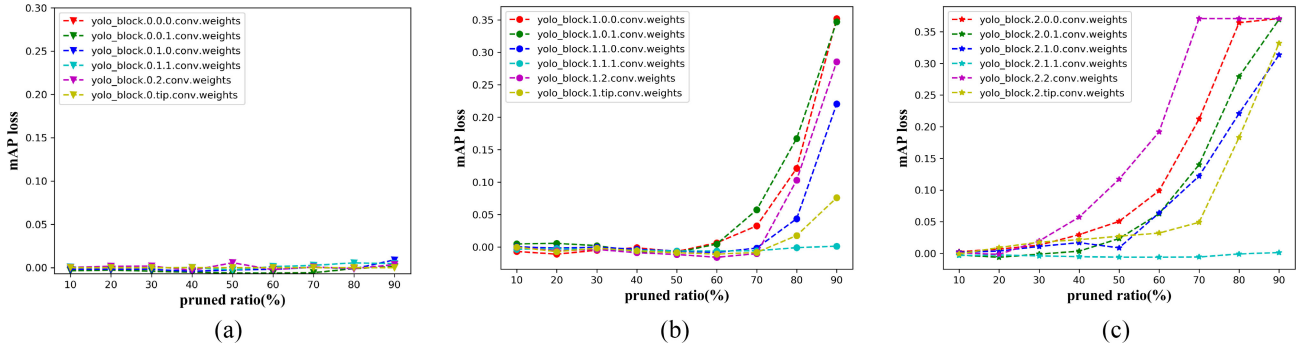 0.30
0.25
0.20
0.15
0.10
0.05
0.00
mAP loss
yolo_block.0.0.0.conv.weights
yolo_block.0.0.1.conv.weights
yolo_block.0.1.0.conv.weights
yolo_block.0.1.1.conv.weights
yolo_block.0.2.conv.weights
yolo_block.0.tip.conv.weights
10 20 30 40 50 60 70 80 90
pruned ratio(%)
(a)
0.35
0.30
0.25
0.20
0.15
0.10
0.05
0.00
mAP loss
yolo_block.1.0.0.conv.weights
yolo_block.1.0.1.conv.weights
yolo_block.1.1.0.conv.weights
yolo_block.1.1.1.conv.weights
yolo_block.1.2.conv.weights
yolo_block.1.tip.conv.weights
10 20 30 40 50 60 70 80 90
pruned ratio(%)
(b)
0.35
0.30
0.25
0.20
0.15
0.10
0.05
0.00
mAP loss
yolo_block.2.0.0.conv.weights
yolo_block.2.0.1.conv.weights
yolo_block.2.1.0.conv.weights
yolo_block.2.1.1.conv.weights
yolo_block.2.2.conv.weights
yolo_block.2.tip.conv.weights
10 20 30 40 50 60 70 80 90
pruned ratio(%)
(c)